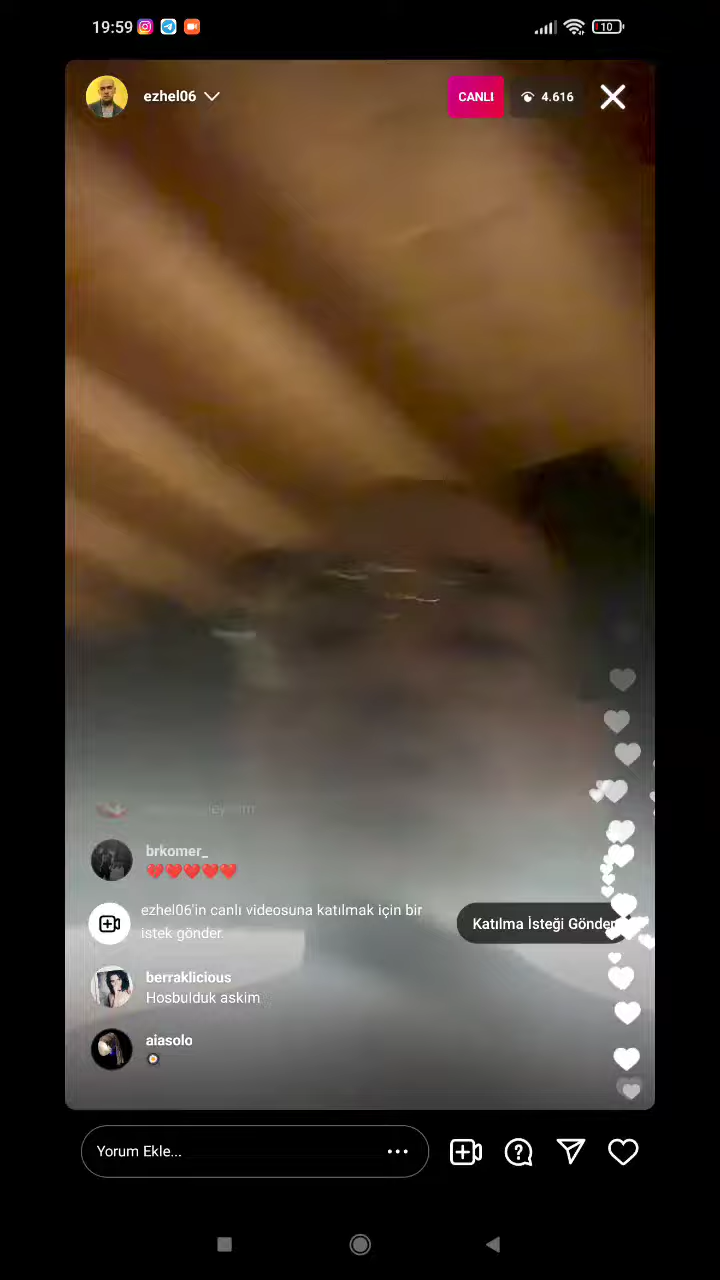 19:59
10
ezhel06
CANLI
4.616
brkomer_
ezhel06'in canlı videosuna katılmak için bir
istek gönder.
Katılma İsteği Gönder
berraklicious
Hosbulduk askim
aiasolo
Yorum Ekle...